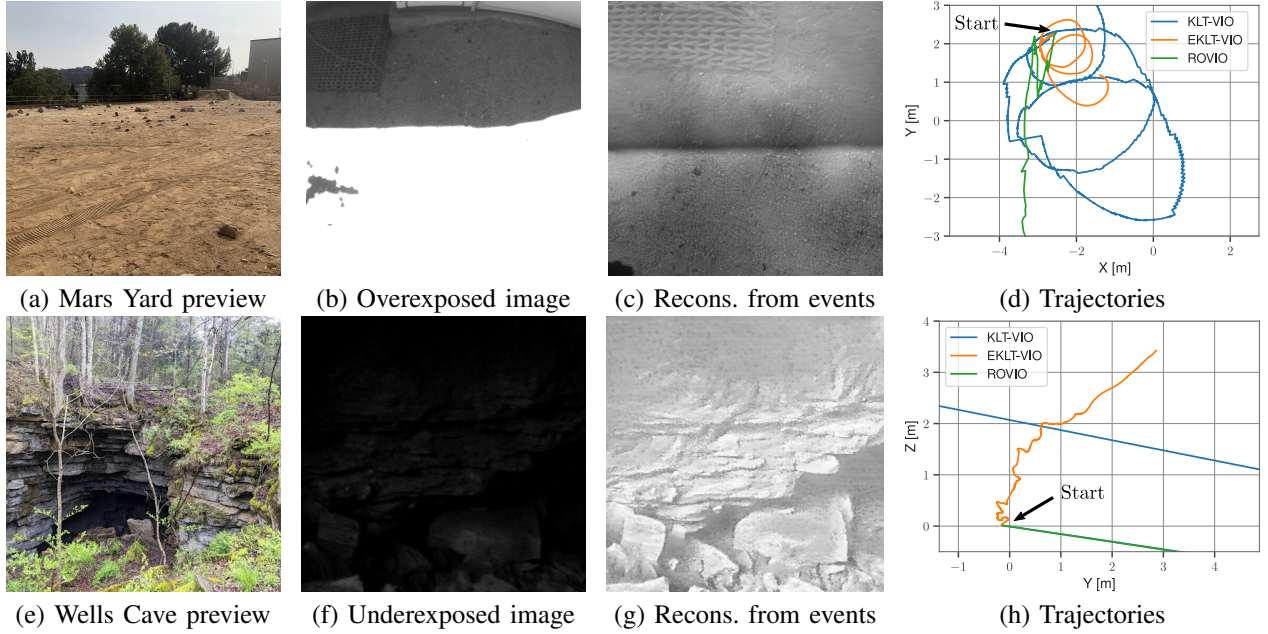 3
2
1
0
−1
−2
−3
Y [m]
Start
KLT-VIO
EKLT-VIO
ROVIO
−4
−2
0
2
X [m]
(a) Mars Yard preview
(b) Overexposed image
(c) Recons. from events
(d) Trajectories
4
3
2
1
0
Z [m]
KLT-VIO
EKLT-VIO
ROVIO
Start
−1
0
1
2
3
4
Y [m]
(e) Wells Cave preview
(f) Underexposed image
(g) Recons. from events
(h) Trajectories